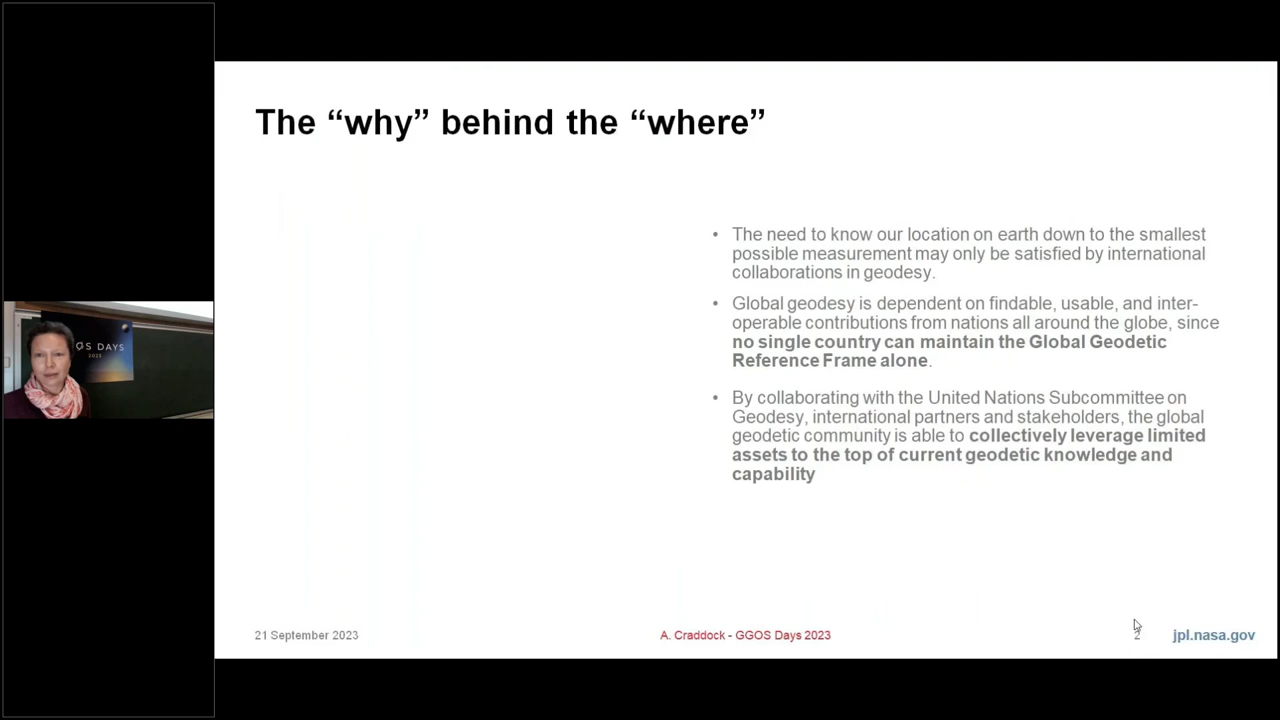 The “why” behind the “where”
• The need to know our location on earth down to the smallest
possible measurement may only be satisfied by international
collaborations in geodesy.
• Global geodesy is dependent on findable, usable, and inter-
operable contributions from nations all around the globe, since
no single country can maintain the Global Geodetic
Reference Frame alone.
• By collaborating with the United Nations Subcommittee on
Geodesy, international partners and stakeholders, the global
geodetic community is able to collectively leverage limited
assets to the top of current geodetic knowledge and
capability
OS DAYS
2023
21 September 2023
A. Craddock - GGOS Days 2023
2
jpl.nasa.gov